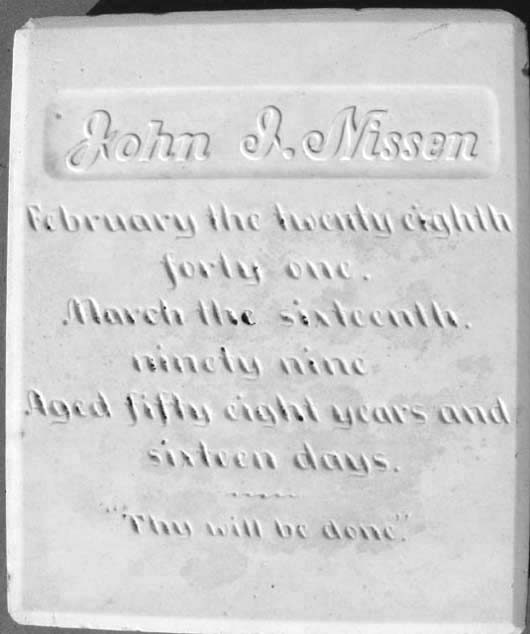 John J. Nissen
February the twenty eighth
forty one.
March the sixteenth.
ninety nine
Aged fifty eight years and
sixteen days.
"Thy will be done."